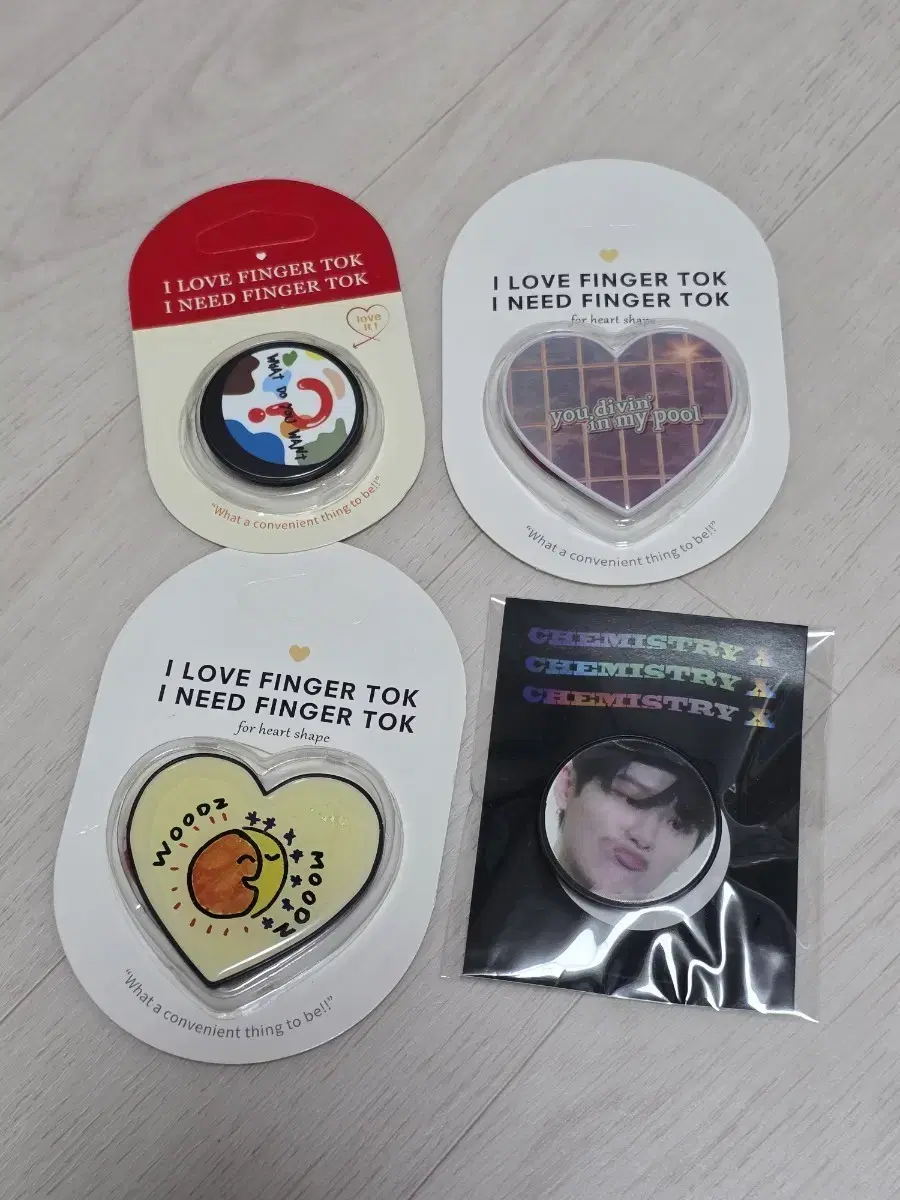 I LOVE FINGER TOK
I NEED FINGER TOK
love
it!
WHAT DO YOU WANT
"What a convenient thing to be!!"
I LOVE FINGER TOK
I NEED FINGER TOK
for heart shape
you, divin'
in my pool
"What a convenient thing to be!!"
I LOVE FINGER TOK
I NEED FINGER TOK
for heart shape
WOODZ
MOODZ
"What a convenient thing to be!!"
CHEMISTRY X
CHEMISTRY X
CHEMISTRY X